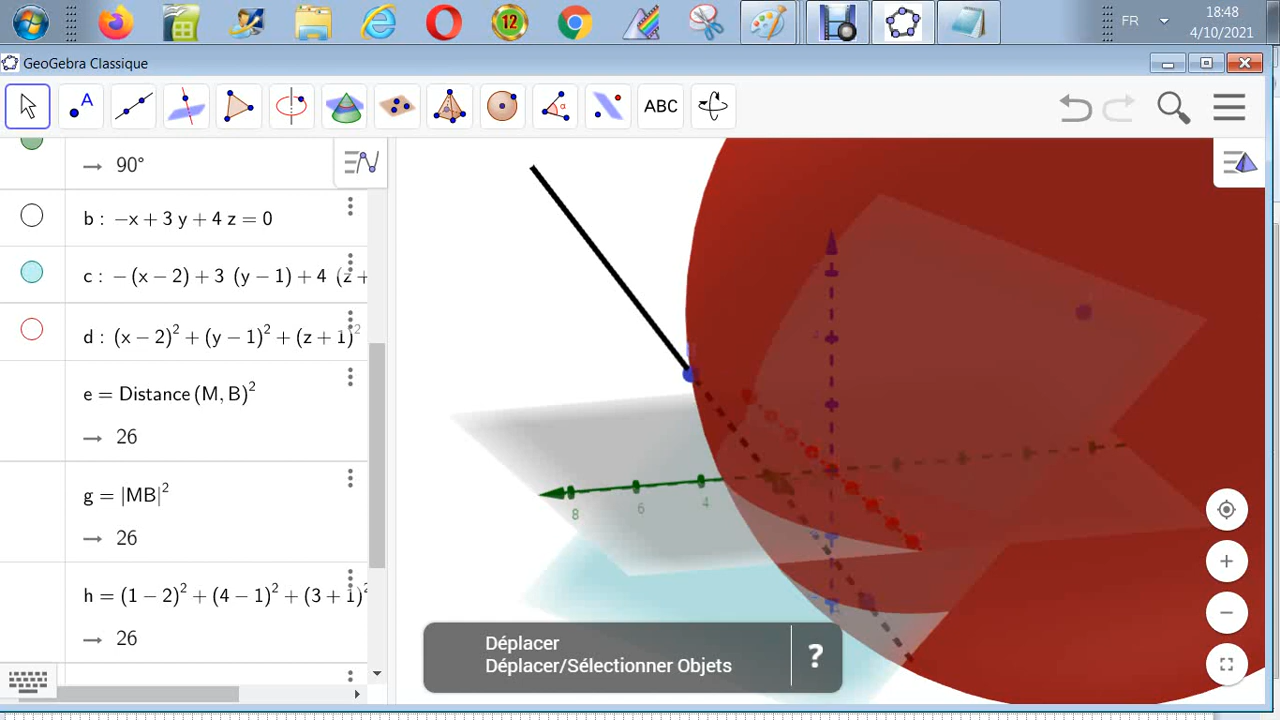 12
FR
18:48
4/10/2021
GeoGebra Classique
A
α
ABC
→ 90°
b : −x + 3 y + 4 z = 0
c : −(x − 2) + 3 (y − 1) + 4 (z +
d : (x − 2)² + (y − 1)² + (z + 1)²
e = Distance (M, B)²
→ 26
g = |MB|²
→ 26
h = (1 − 2)² + (4 − 1)² + (3 + 1)²
→ 26
8
6
4
Déplacer
Déplacer/Sélectionner Objets
?